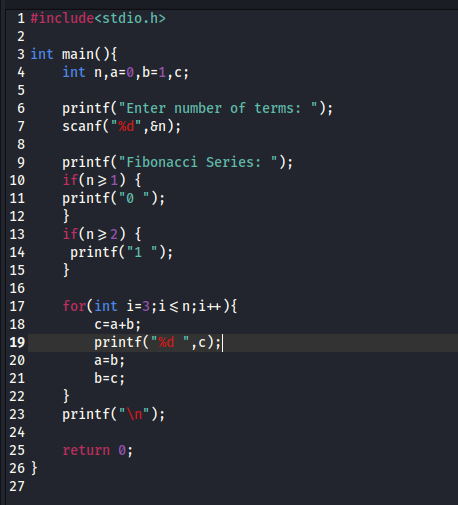 1 #include<stdio.h>
2
3 int main(){
4     int n,a=0,b=1,c;
5
6     printf("Enter number of terms: ");
7     scanf("%d",&n);
8
9     printf("Fibonacci Series: ");
10     if(n>=1) {
11     printf("0 ");
12     }
13     if(n>=2) {
14      printf("1 ");
15     }
16
17     for(int i=3;i<=n;i++){
18         c=a+b;
19         printf("%d ",c);
20         a=b;
21         b=c;
22     }
23     printf("\n");
24
25     return 0;
26 }
27